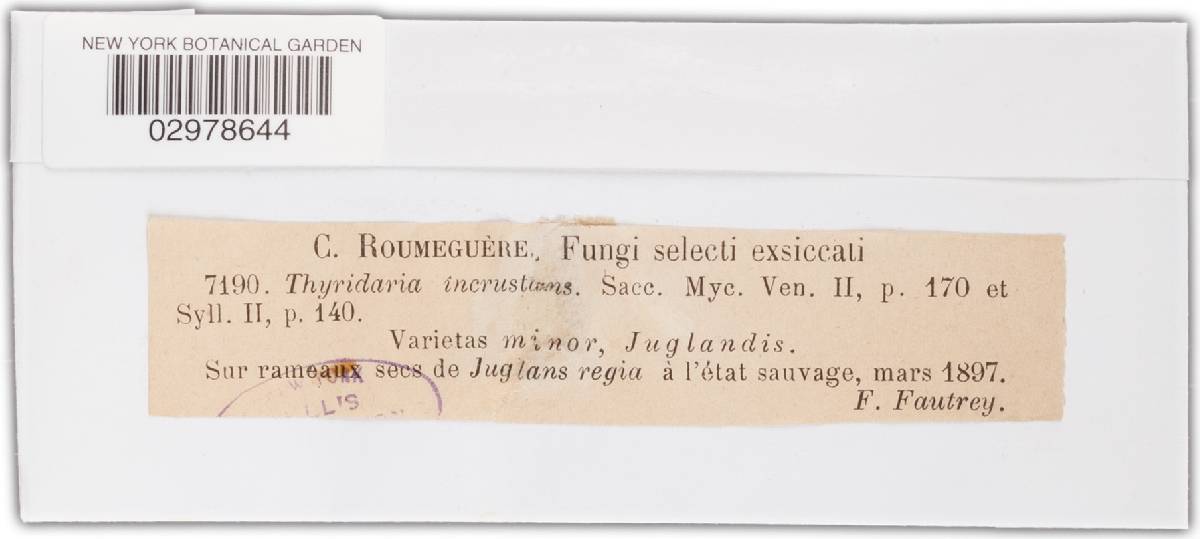 NEW YORK BOTANICAL GARDEN
02978644
C. ROUMEGUÈRE., Fungi selecti exsiccati
7190. Thyridaria incrustans. Sacc. Myc. Ven. II, p. 170 et
Syll. II, p. 140.
Varietas minor, Juglandis.
Sur rameaux secs de Juglans regia à l'état sauvage, mars 1897.
F. Fautrey.